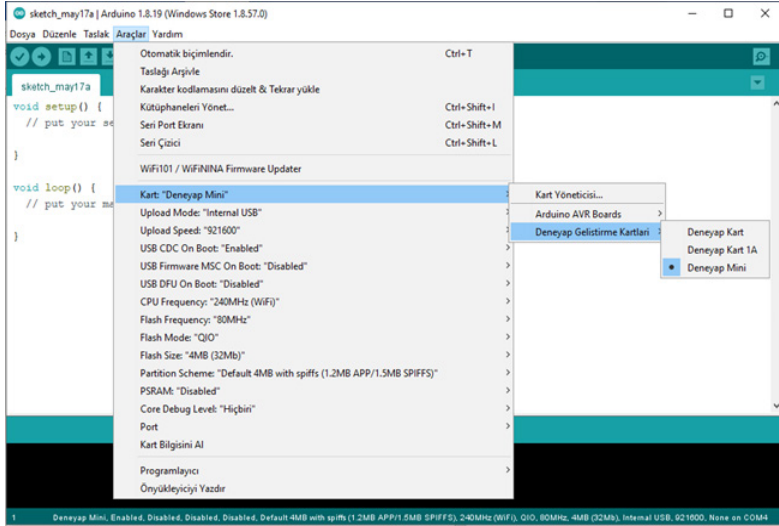 sketch_may17a | Arduino 1.8.19 (Windows Store 1.8.57.0)
Dosya Düzenle Taslak Araçlar Yardım
sketch_may17a
void setup() {
// put your se
}
void loop() {
// put your ma
}
Otomatik biçimlendir. Ctrl+T
Taslağı Arşivle
Karakter kodlamasını düzelt & Tekrar yükle
Kütüphaneleri Yönet... Ctrl+Shift+I
Seri Port Ekranı Ctrl+Shift+M
Seri Çizici Ctrl+Shift+L
WiFi101 / WiFiNINA Firmware Updater
Kart: "Deneyap Mini"
Upload Mode: "Internal USB"
Upload Speed: "921600"
USB CDC On Boot: "Enabled"
USB Firmware MSC On Boot: "Disabled"
USB DFU On Boot: "Disabled"
CPU Frequency: "240MHz (WiFi)"
Flash Frequency: "80MHz"
Flash Mode: "QIO"
Flash Size: "4MB (32Mb)"
Partition Scheme: "Default 4MB with spiffs (1.2MB APP/1.5MB SPIFFS)"
PSRAM: "Disabled"
Core Debug Level: "Hiçbiri"
Port
Kart Bilgisini Al
Programlayıcı
Önyükleyiciyi Yazdır
Kart Yöneticisi...
Arduino AVR Boards
Deneyap Gelistirme Kartlari
Deneyap Kart
Deneyap Kart 1A
Deneyap Mini
1 Deneyap Mini, Enabled, Disabled, Disabled, Disabled, Default 4MB with spiffs (1.2MB APP/1.5MB SPIFFS), 240MHz (WiFi), QIO, 80MHz, 4MB (32Mb), Internal USB, 921600, None on COM4